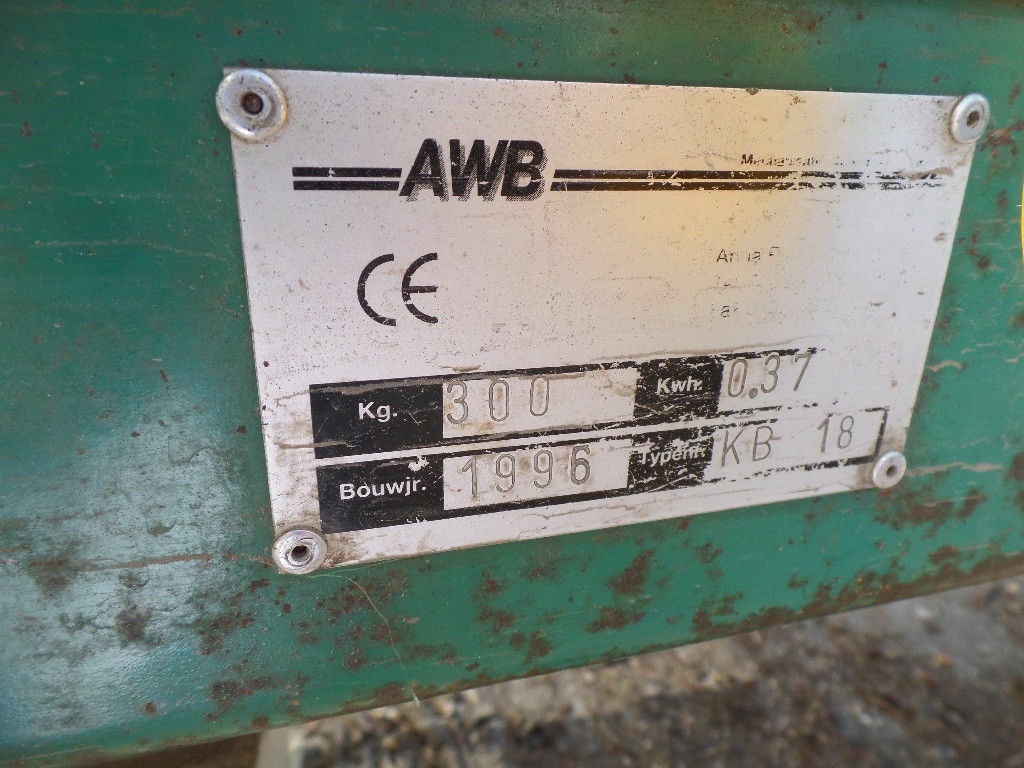 AWB
CE
Kg. 300 Kwh. 0.37
Bouwjr. 1996 Typenr. KB 18